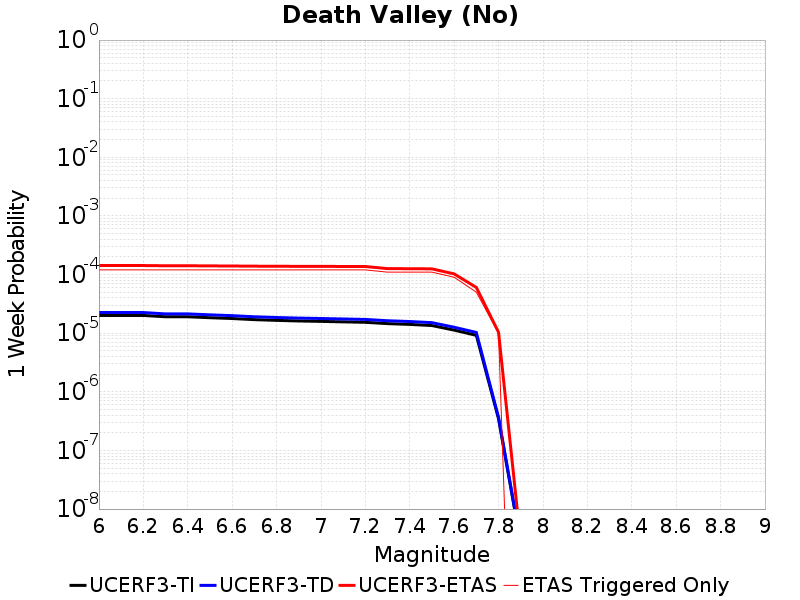 Death Valley (No)
1 Week Probability
10^0
10^-1
10^-2
10^-3
10^-4
10^-5
10^-6
10^-7
10^-8
6 6.2 6.4 6.6 6.8 7 7.2 7.4 7.6 7.8 8 8.2 8.4 8.6 8.8 9
Magnitude
UCERF3-TI UCERF3-TD UCERF3-ETAS ETAS Triggered Only